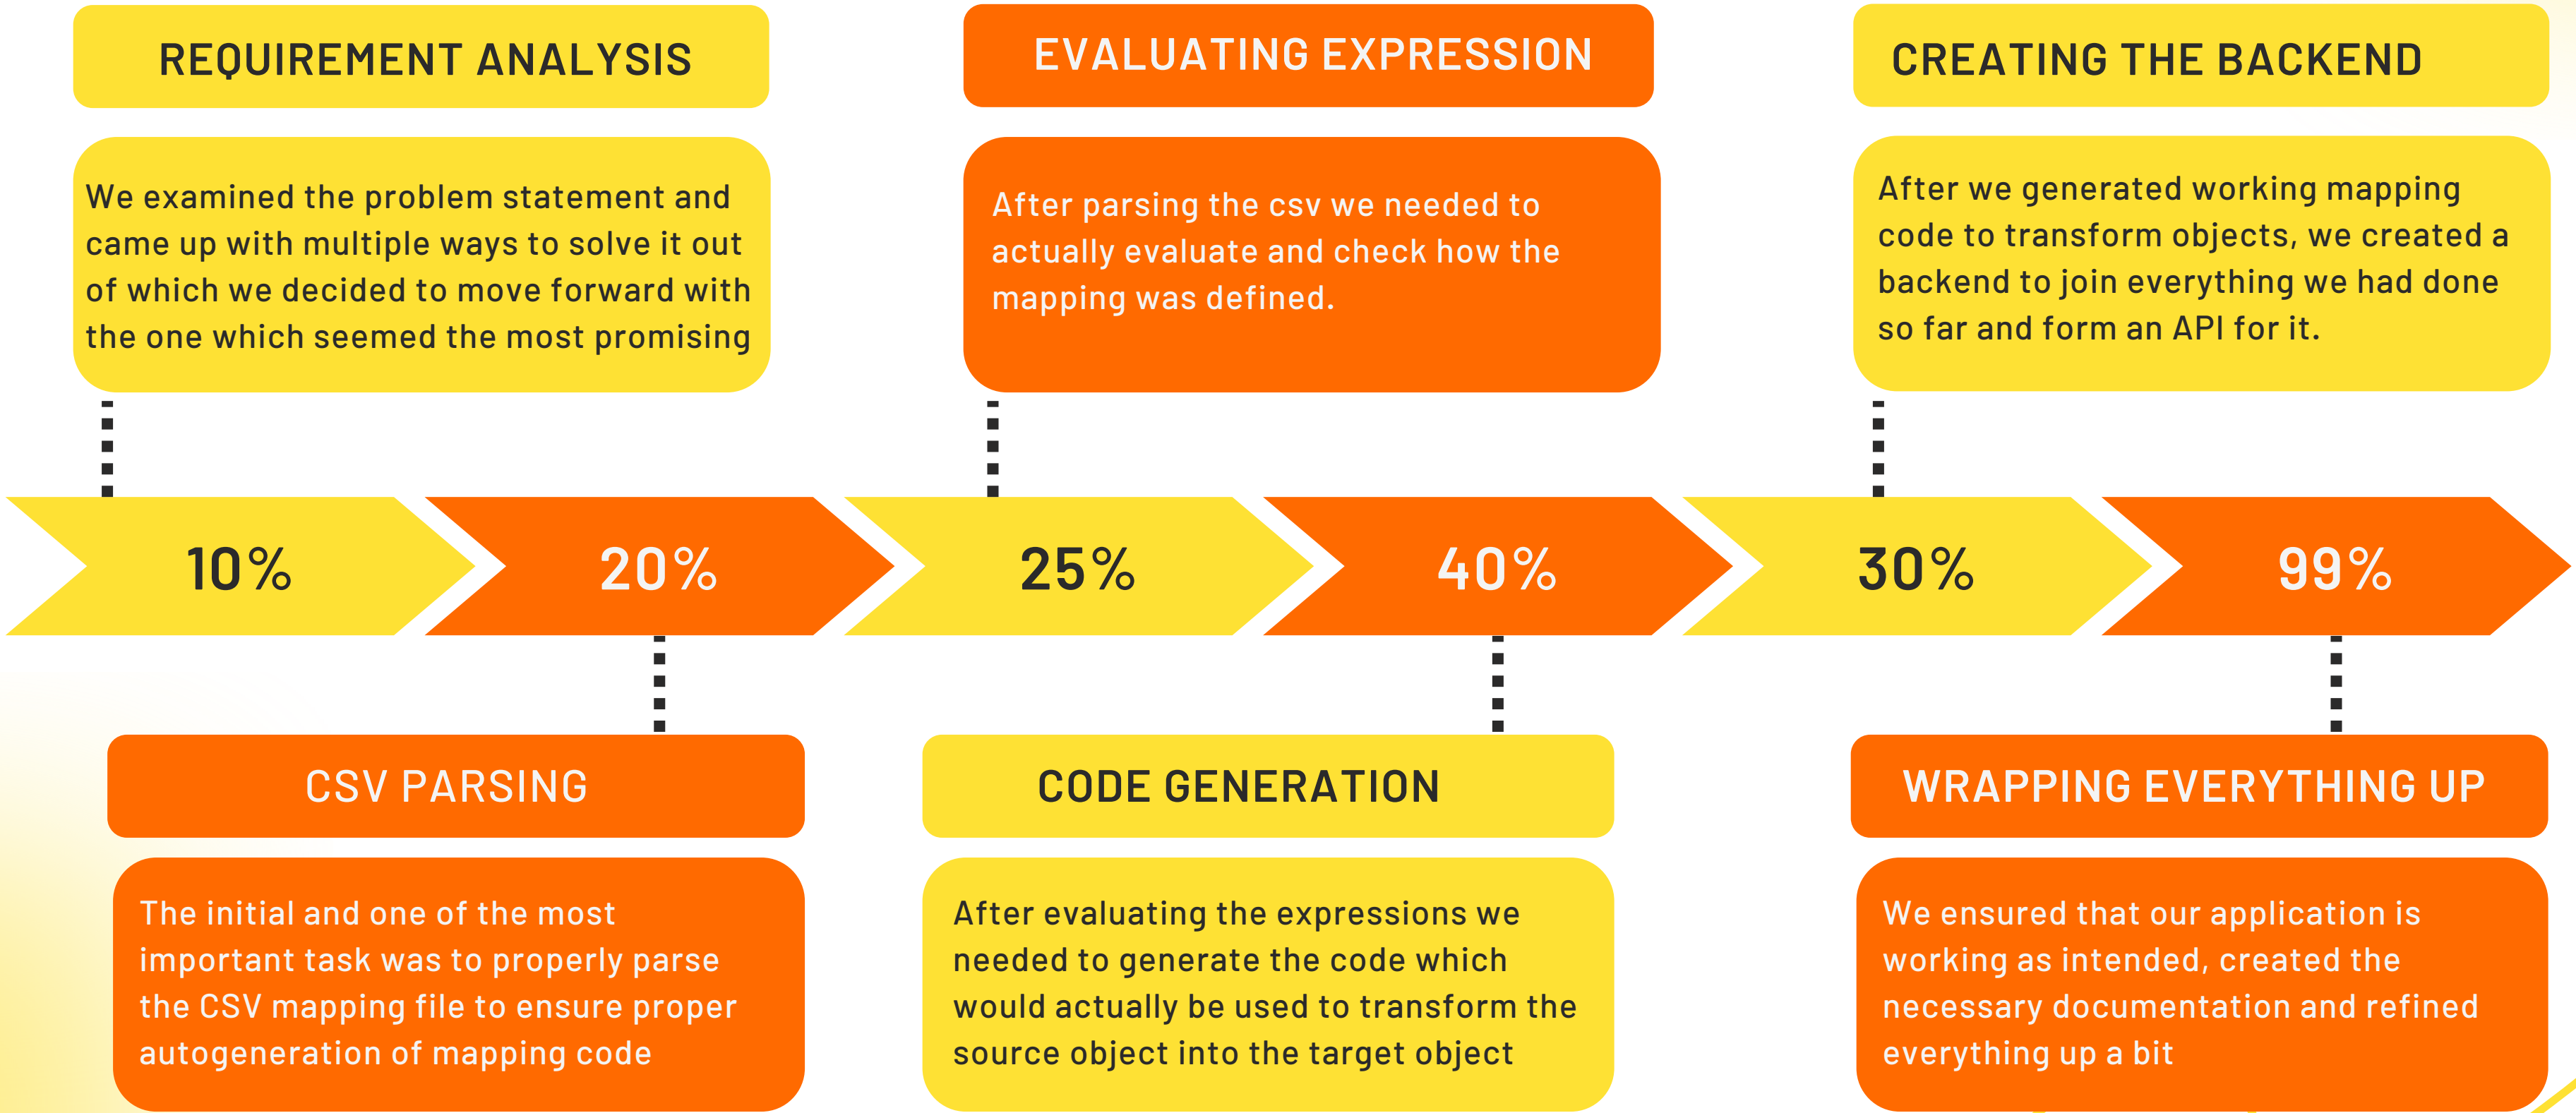 REQUIREMENT ANALYSIS
We examined the problem statement and
came up with multiple ways to solve it out
of which we decided to move forward with
the one which seemed the most promising
EVALUATING EXPRESSION
After parsing the csv we needed to
actually evaluate and check how the
mapping was defined.
CREATING THE BACKEND
After we generated working mapping
code to transform objects, we created a
backend to join everything we had done
so far and form an API for it.
10%
20%
25%
40%
30%
99%
CSV PARSING
The initial and one of the most
important task was to properly parse
the CSV mapping file to ensure proper
autogeneration of mapping code
CODE GENERATION
After evaluating the expressions we
needed to generate the code which
would actually be used to transform the
source object into the target object
WRAPPING EVERYTHING UP
We ensured that our application is
working as intended, created the
necessary documentation and refined
everything up a bit